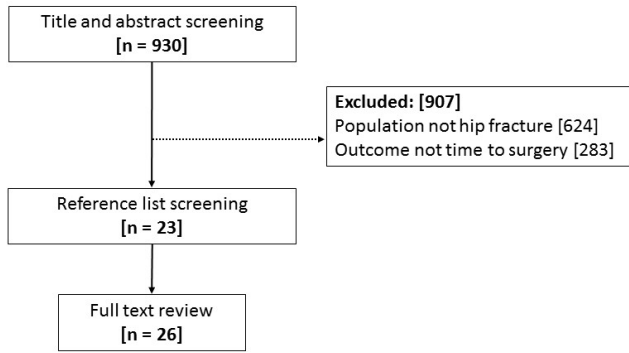 Title and abstract screening
[n = 930]
Excluded: [907]
Population not hip fracture [624]
Outcome not time to surgery [283]
Reference list screening
[n = 23]
Full text review
[n = 26]